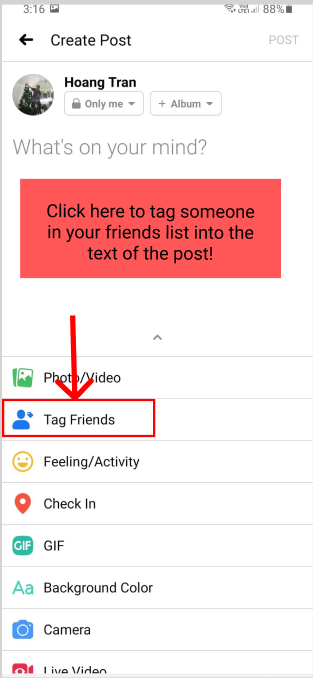 3:16 88%
Create Post POST
Hoang Tran
Only me + Album
What's on your mind?
Click here to tag someone
in your friends list into the
text of the post!
Photo/Video
Tag Friends
Feeling/Activity
Check In
GIF GIF
Aa Background Color
Camera
Live Video